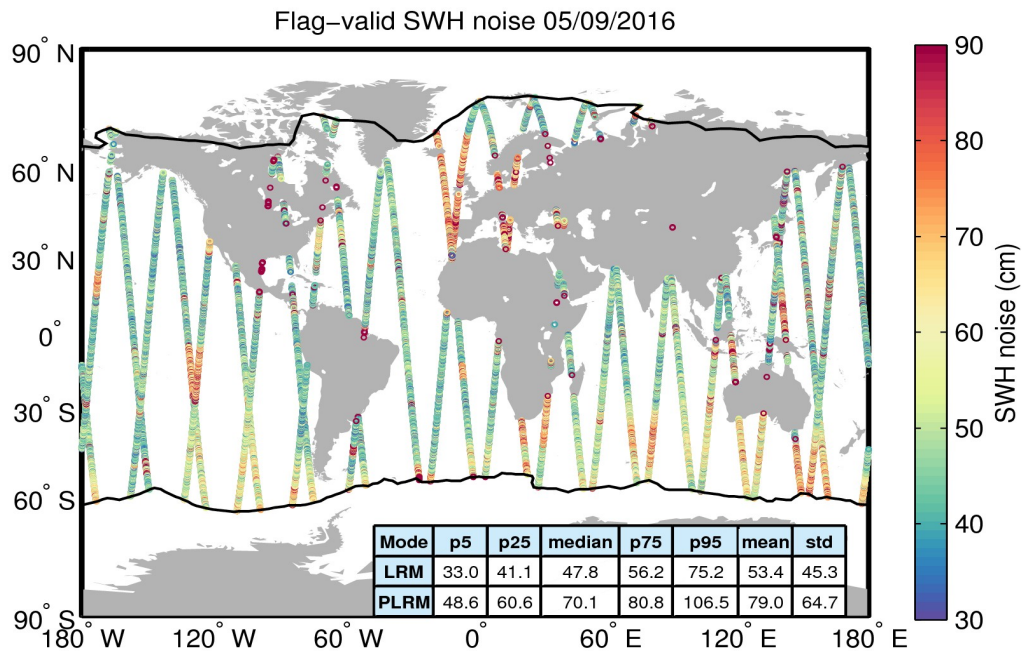 Flag−valid SWH noise 05/09/2016
90° N
60° N
30° N
0°
30° S
60° S
90° S
180° W
120° W
60° W
0°
60° E
120° E
180° E
Mode p5 p25 median p75 p95 mean std
LRM 33.0 41.1 47.8 56.2 75.2 53.4 45.3
PLRM 48.6 60.6 70.1 80.8 106.5 79.0 64.7
90
80
70
60
50
40
30
SWH noise (cm)